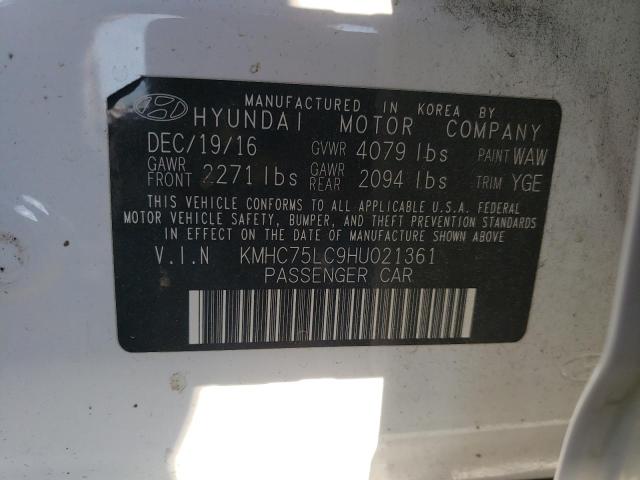 MANUFACTURED IN KOREA BY
HYUNDAI MOTOR COMPANY
DEC/19/16 GVWR 4079 lbs PAINT WAW
GAWR FRONT 2271 lbs GAWR REAR 2094 lbs TRIM YGE
THIS VEHICLE CONFORMS TO ALL APPLICABLE U.S.A. FEDERAL
MOTOR VEHICLE SAFETY, BUMPER, AND THEFT PREVENTION STANDARDS
IN EFFECT ON THE DATE OF MANUFACTURE SHOWN ABOVE
V.I.N KMHC75LC9HU021361
PASSENGER CAR